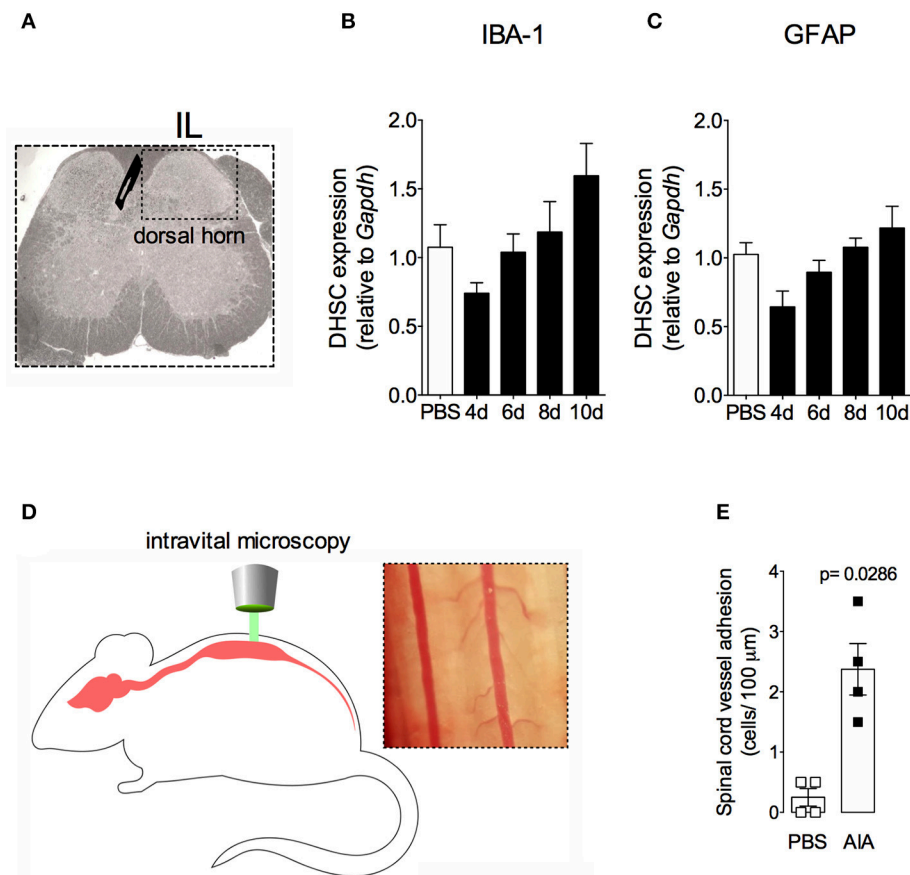 A
IL
dorsal horn
B
IBA-1
DHSC expression
(relative to Gapdh)
2.0
1.5
1.0
0.5
0.0
PBS 4d 6d 8d 10d
C
GFAP
DHSC expression
(relative to Gapdh)
2.0
1.5
1.0
0.5
0.0
PBS 4d 6d 8d 10d
D
intravital microscopy
E
p= 0.0286
Spinal cord vessel adhesion
(cells/ 100 µm)
4
3
2
1
0
PBS AIA